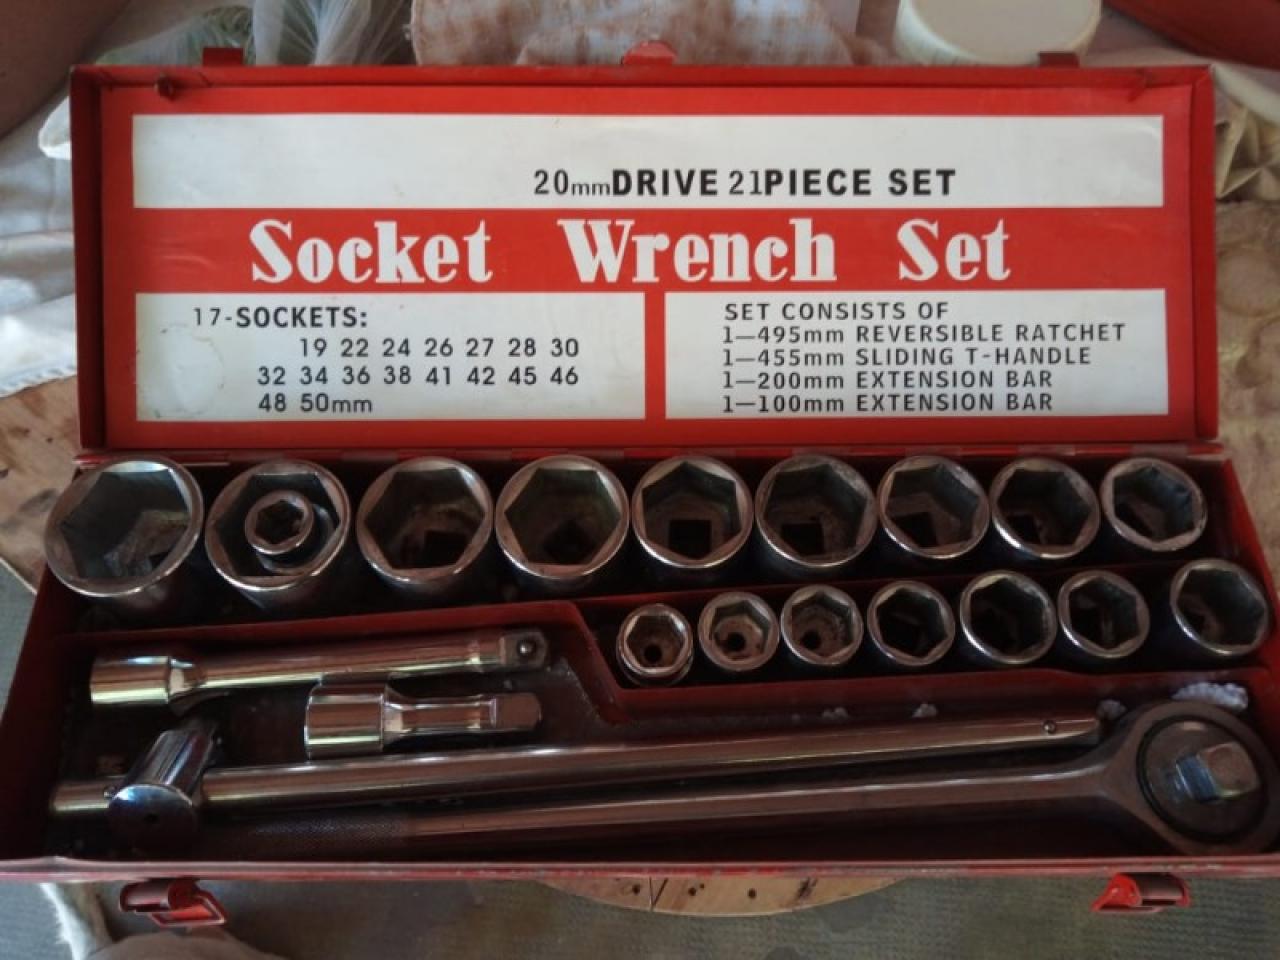 20mmDRIVE 21PIECE SET
Socket Wrench Set
17-SOCKETS:
19 22 24 26 27 28 30
32 34 36 38 41 42 45 46
48 50mm
SET CONSISTS OF
1—495mm REVERSIBLE RATCHET
1—455mm SLIDING T-HANDLE
1—200mm EXTENSION BAR
1—100mm EXTENSION BAR